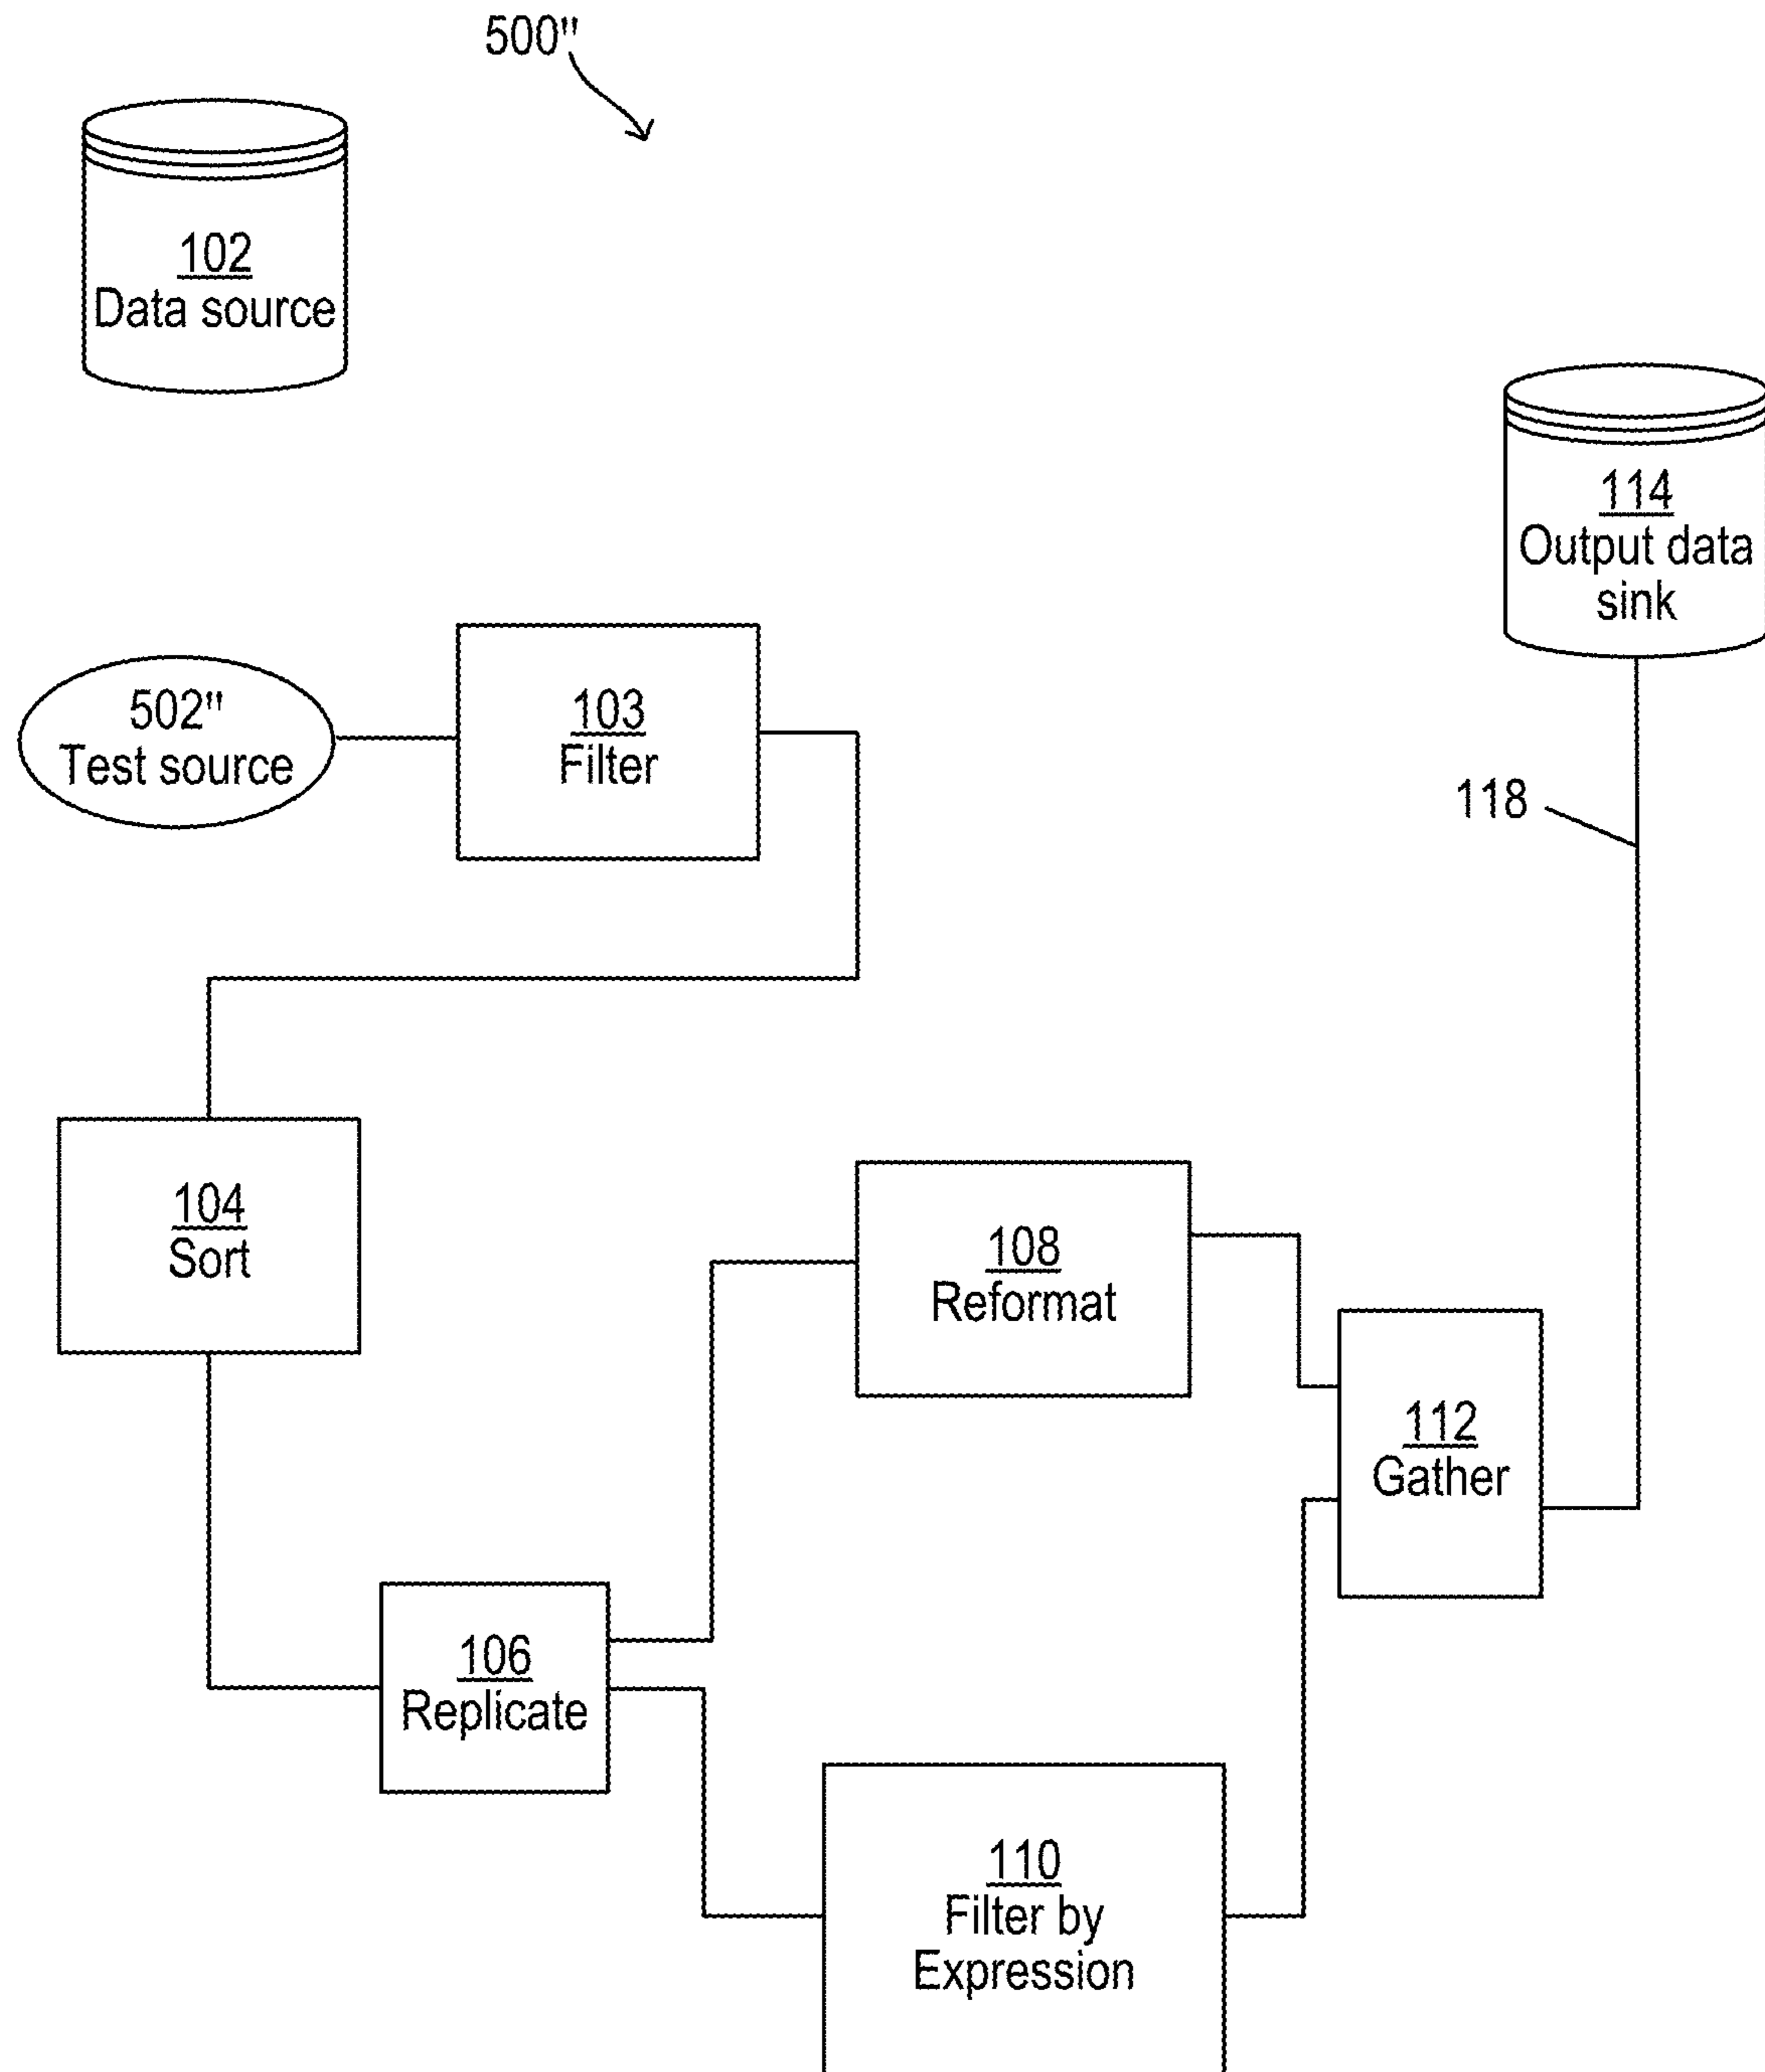 500"
102
Data source
114
Output data
sink
502"
Test source
103
Filter
118
104
Sort
108
Reformat
112
Gather
106
Replicate
110
Filter by
Expression